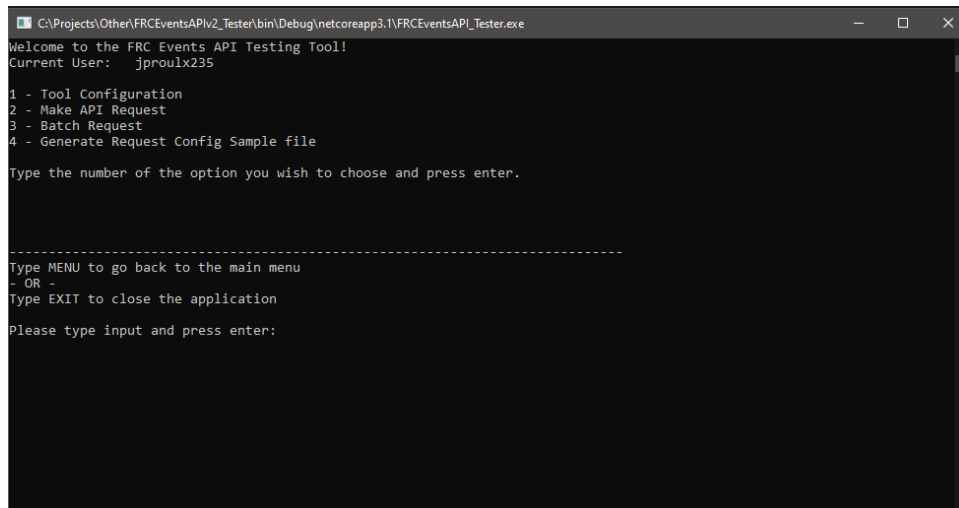 C:\Projects\Other\FRCEventsAPIv2_Tester\bin\Debug\netcoreapp3.1\FRCEventsAPI_Tester.exe
Welcome to the FRC Events API Testing Tool!
Current User:   jproulx235
1 - Tool Configuration
2 - Make API Request
3 - Batch Request
4 - Generate Request Config Sample file
Type the number of the option you wish to choose and press enter.
-------------------------------------------------------------------------------
Type MENU to go back to the main menu
- OR -
Type EXIT to close the application
Please type input and press enter: